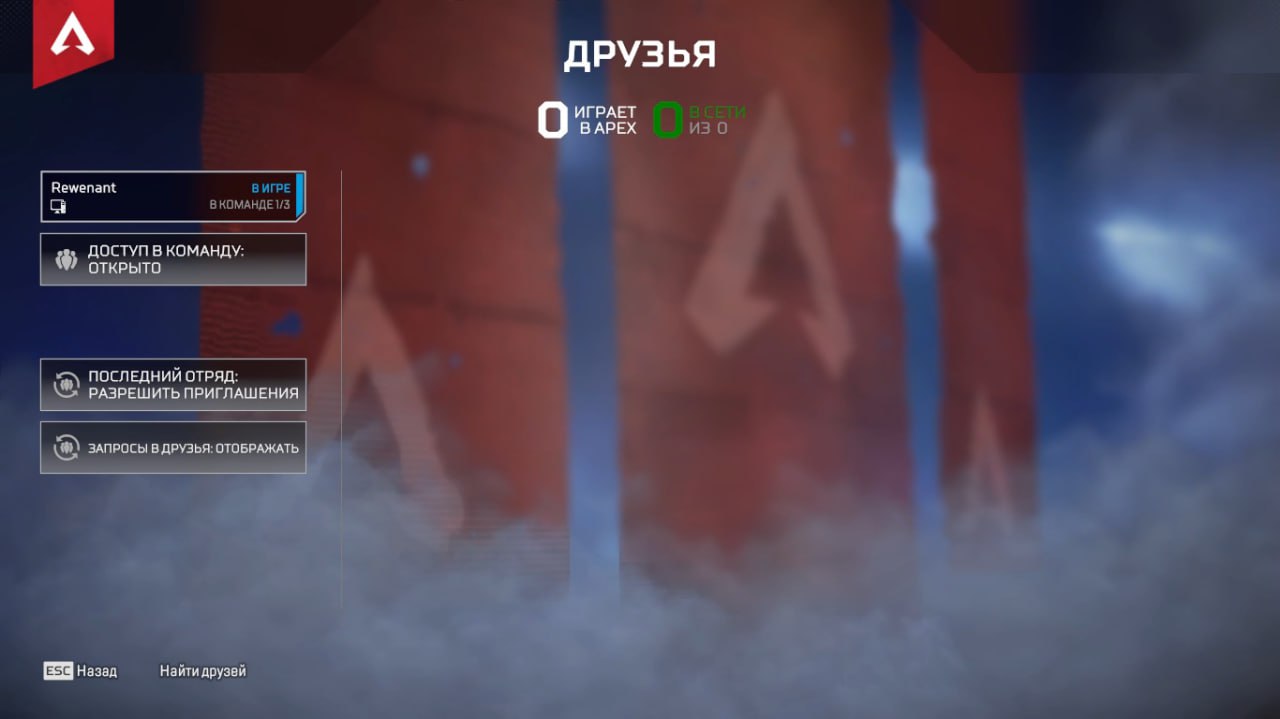 ДРУЗЬЯ
0 ИГРАЕТ
В APEX
0 В СЕТИ
ИЗ 0
Rewenant
В ИГРЕ
В КОМАНДЕ 1/3
ДОСТУП В КОМАНДУ:
ОТКРЫТО
ПОСЛЕДНИЙ ОТРЯД:
РАЗРЕШИТЬ ПРИГЛАШЕНИЯ
ЗАПРОСЫ В ДРУЗЬЯ: ОТОБРАЖАТЬ
ESC Назад
Найти друзей